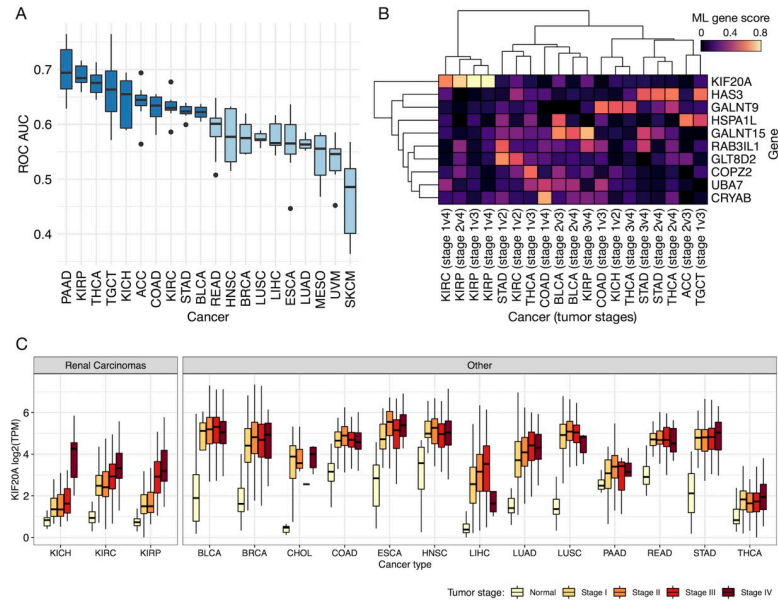 A
ROC AUC
0.7
0.6
0.5
0.4
PAAD
KIRP
THCA
TGCT
KICH
ACC
COAD
KIRC
STAD
BLCA
READ
HNSC
BRCA
LUSC
LIHC
ESCA
LUAD
MESO
UVM
SKCM
Cancer
B
ML gene score
0.0 0.4 0.8
KIF20A
HAS3
GALNT9
HSPA1L
GALNT15
RAB3IL1
GLT8D2
COPZ2
UBA7
CRYAB
Gene
KIRC (stage 1v4)
KIRP (stage 2v4)
KIRP (stage 1v3)
KIRP (stage 1v4)
STAD (stage 1v2)
KIRC (stage 1v2)
THCA (stage 1v3)
COAD (stage 1v4)
BLCA (stage 2v3)
BLCA (stage 2v4)
KIRP (stage 3v4)
COAD (stage 1v3)
KICH (stage 1v2)
THCA (stage 3v4)
STAD (stage 3v4)
STAD (stage 2v4)
THCA (stage 2v4)
ACC (stage 1v3)
TGCT (stage 1v3)
Cancer (tumor stages)
C
Renal Carcinomas
Other
KIF20A log2(TPM)
6
4
2
0
KICH KIRC KIRP
BLCA BRCA CHOL COAD ESCA HNSC LIHC LUAD LUSC PAAD READ STAD THCA
Cancer type
Tumor stage: Normal Stage I Stage II Stage III Stage IV